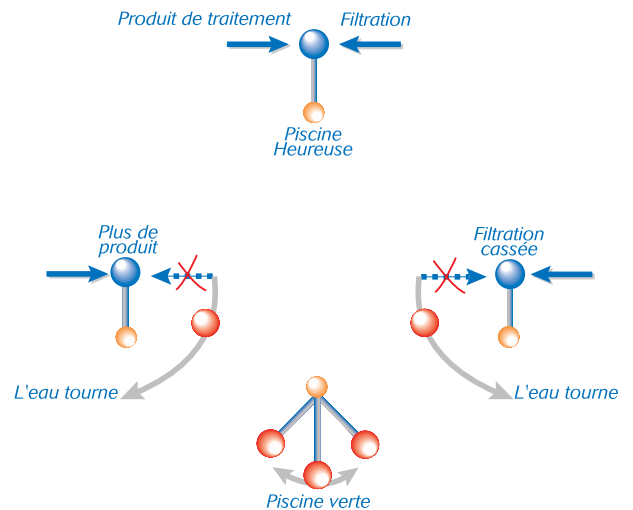 Produit de traitement
Filtration
Piscine
Heureuse
Plus de
produit
Filtration
cassée
L'eau tourne
L'eau tourne
Piscine verte